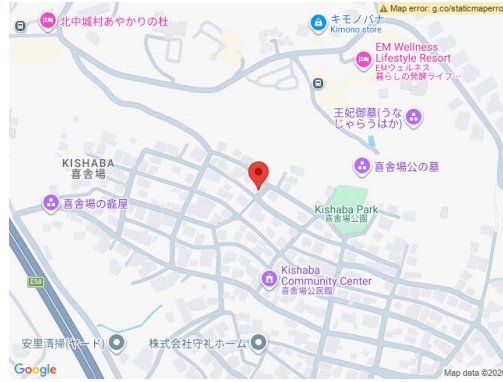 Map error: g.co/staticmaperro
北中城村あやかりの杜
キモノバナ
Kimono store
EM Wellness
Lifestyle Resort
EMウェルネス
暮らしの発酵ライフ…
王妃御墓(うな
じゃらうはか)
KISHABA
喜舎場
喜舎場公の墓
喜舎場の龕屋
Kishaba Park
喜舎場公園
Kishaba
Community Center
喜舎場公民館
E58
安里清掃(ヤード)
株式会社守礼ホーム
Google
Map data ©202